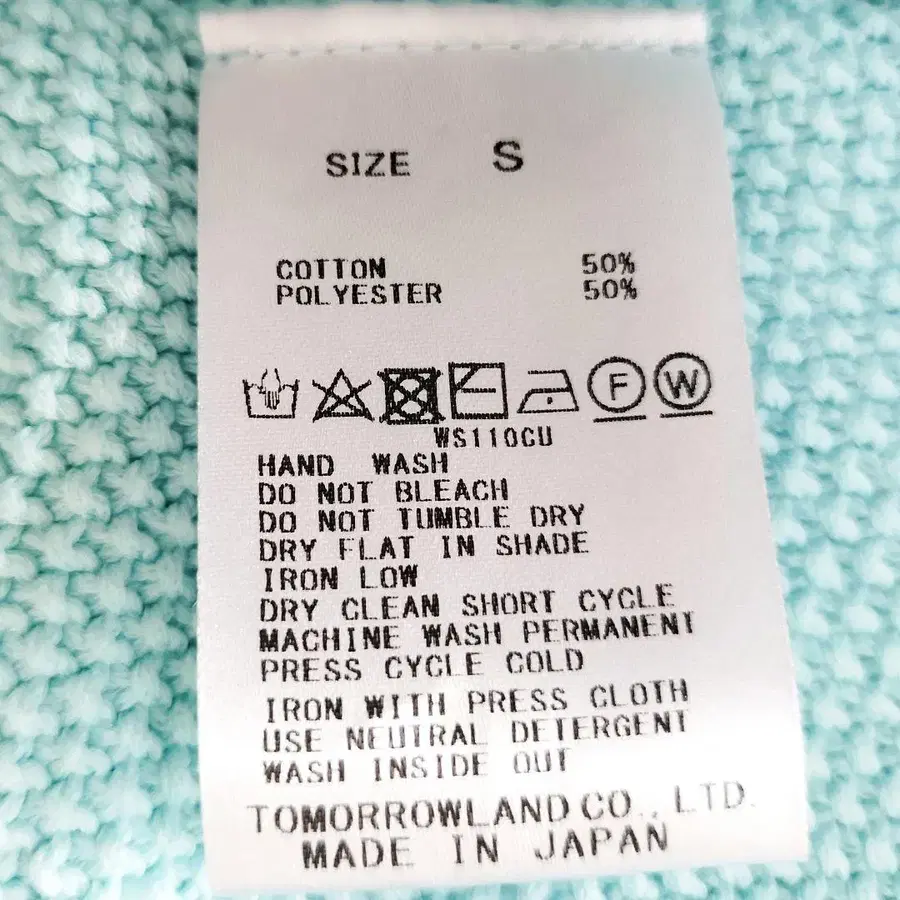 SIZE S
COTTON 50%
POLYESTER 50%
F W
WS110CU
HAND WASH
DO NOT BLEACH
DO NOT TUMBLE DRY
DRY FLAT IN SHADE
IRON LOW
DRY CLEAN SHORT CYCLE
MACHINE WASH PERMANENT
PRESS CYCLE COLD
IRON WITH PRESS CLOTH
USE NEUTRAL DETERGENT
WASH INSIDE OUT
TOMORROWLAND CO., LTD.
MADE IN JAPAN